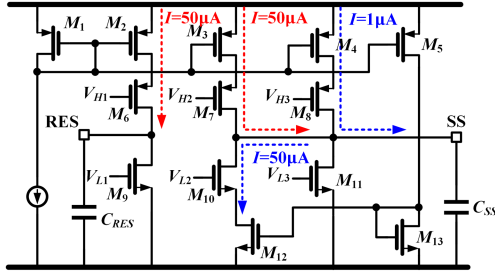 M1 M2 I=50μA M3 I=50μA M4 I=1μA M5
VH1 M6 VH2 M7 VH3 M8
RES SS
I=50μA
VL1 M9 VL2 M10 VL3 M11
CRES CSS
M12 M13